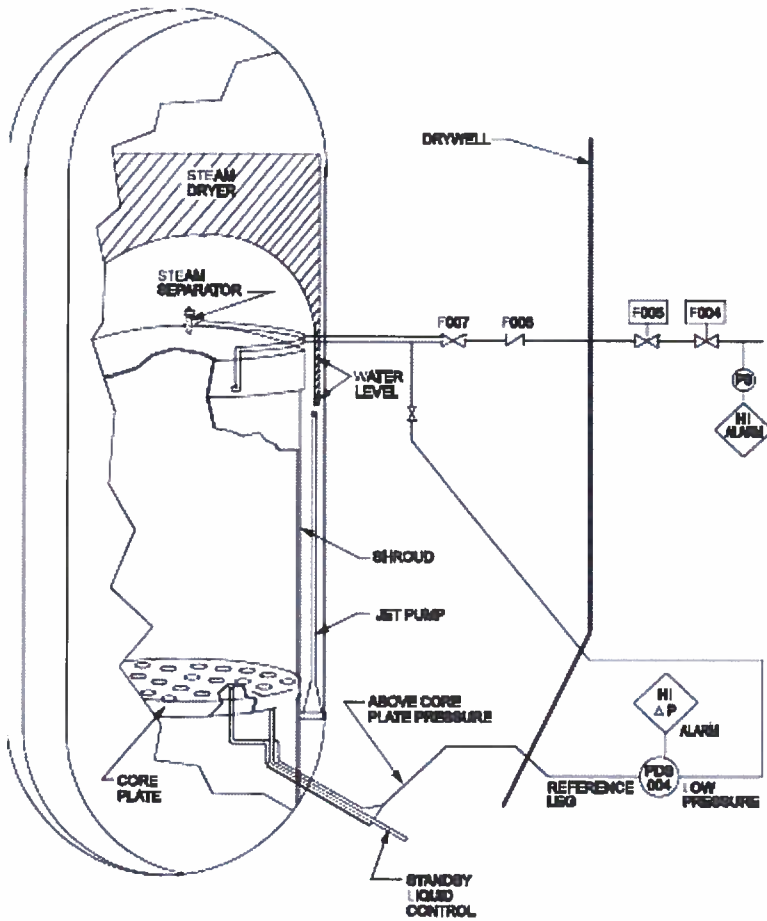 DRYWELL
STEAM
DRYER
STEAM
SEPARATOR
F007
F006
F005
F004
PS
HI
ALARM
WATER
LEVEL
SHROUD
JET PUMP
ABOVE CORE
PLATE PRESSURE
HI
△ P
ALARM
CORE
PLATE
REFERENCE
LEG
PDS
004
LOW
PRESSURE
STANDBY
LIQUID
CONTROL